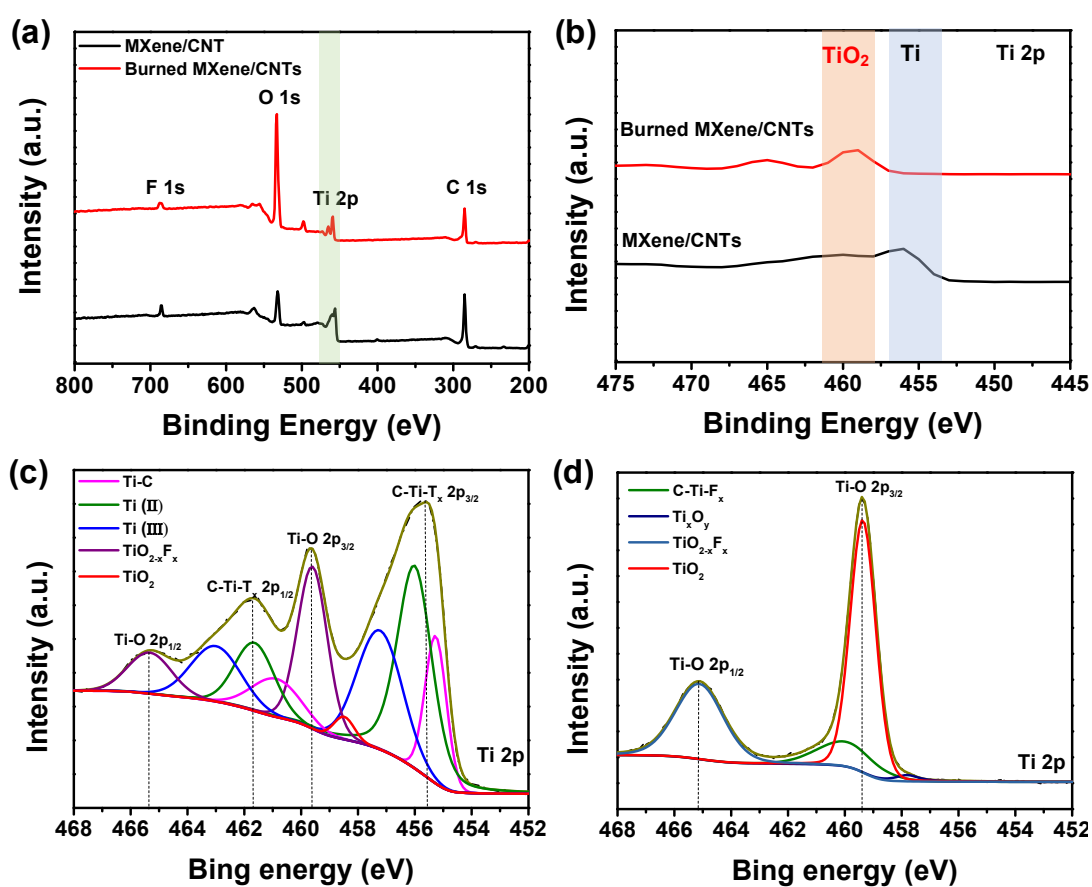 (a)
MXene/CNT
Burned MXene/CNTs
O 1s
F 1s
Ti 2p
C 1s
Intensity (a.u.)
800 700 600 500 400 300 200
Binding Energy (eV)
(b)
TiO₂ Ti Ti 2p
Burned MXene/CNTs
MXene/CNTs
Intensity (a.u.)
475 470 465 460 455 450 445
Binding Energy (eV)
(c)
Ti-C
Ti (II)
Ti (III)
TiO₂₋ₓFₓ
TiO₂
C-Ti-Tₓ 2p₃/₂
Ti-O 2p₃/₂
C-Ti-Tₓ 2p₁/₂
Ti-O 2p₁/₂
Ti 2p
Intensity (a.u.)
468 466 464 462 460 458 456 454 452
Bing energy (eV)
(d)
C-Ti-Fₓ
TiₓOᵧ
TiO₂₋ₓFₓ
TiO₂
Ti-O 2p₃/₂
Ti-O 2p₁/₂
Ti 2p
Intensity (a.u.)
468 466 464 462 460 458 456 454 452
Bing energy (eV)